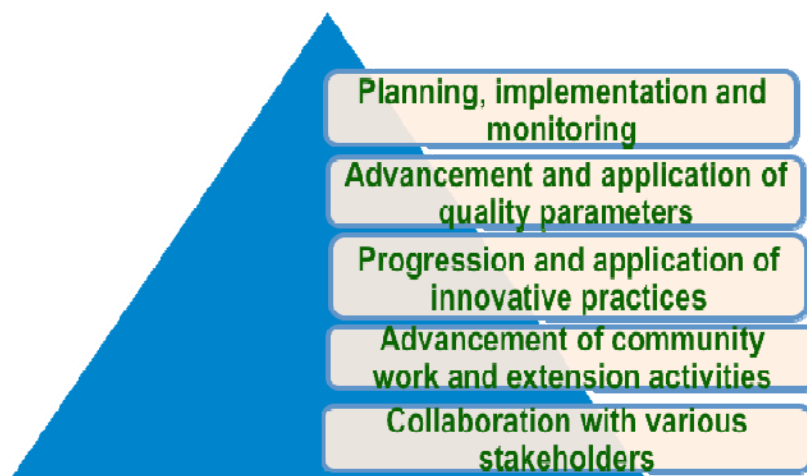 Planning, implementation and
monitoring
Advancement and application of
quality parameters
Progression and application of
innovative practices
Advancement of community
work and extension activities
Collaboration with various
stakeholders